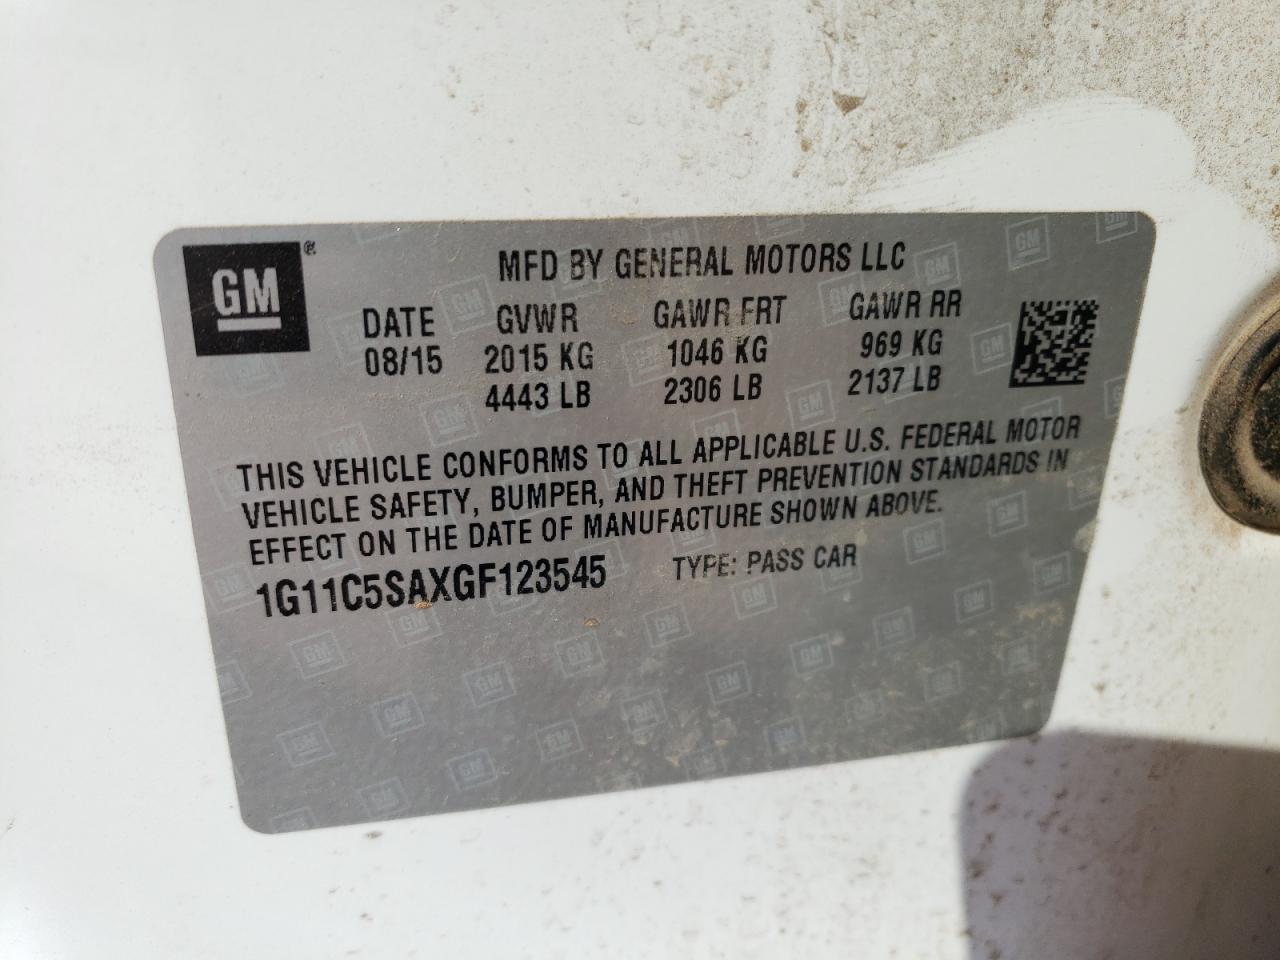 GM®
MFD BY GENERAL MOTORS LLC
DATE GVWR GAWR FRT GAWR RR
08/15 2015 KG 1046 KG 969 KG
4443 LB 2306 LB 2137 LB
THIS VEHICLE CONFORMS TO ALL APPLICABLE U.S. FEDERAL MOTOR
VEHICLE SAFETY, BUMPER, AND THEFT PREVENTION STANDARDS IN
EFFECT ON THE DATE OF MANUFACTURE SHOWN ABOVE.
1G11C5SAXGF123545 TYPE: PASS CAR